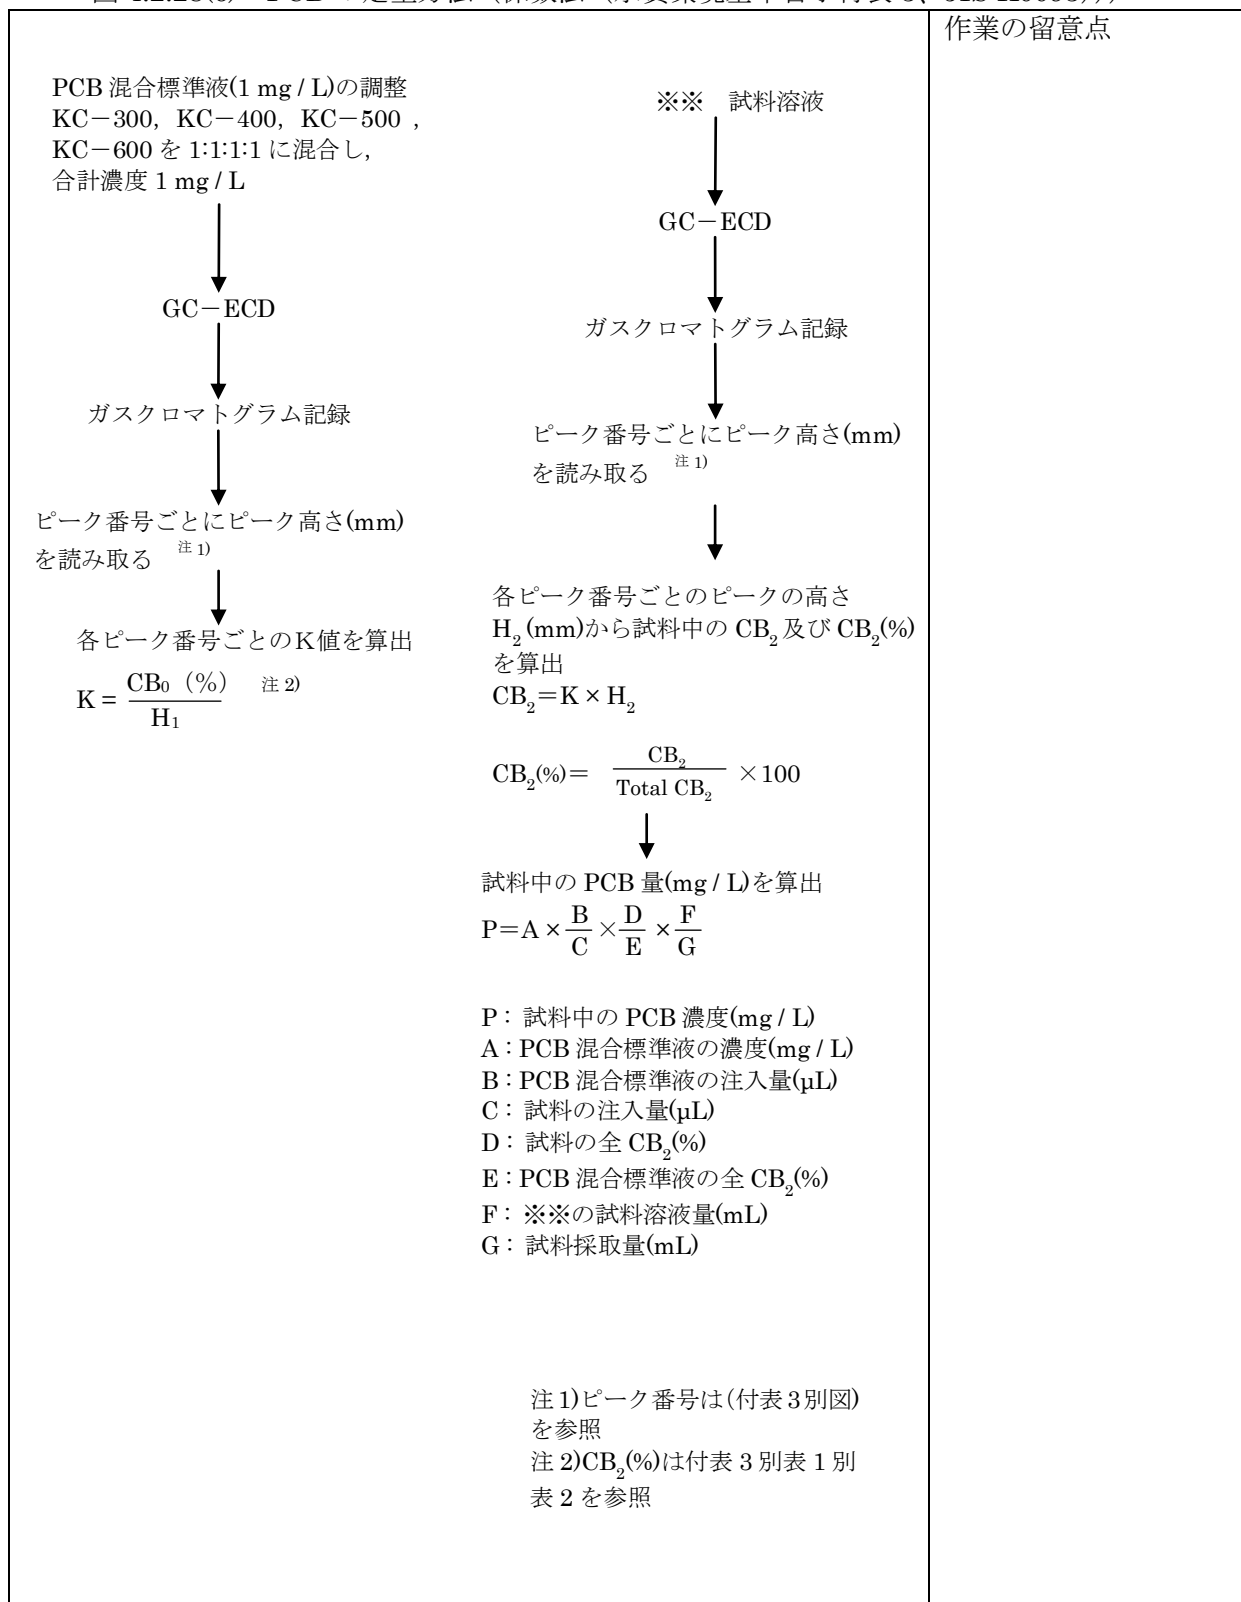 作業の留意点
PCB 混合標準液(1 mg / L)の調整
KC－300，KC－400，KC－500 ，
KC－600 を 1:1:1:1 に混合し，
合計濃度 1 mg / L
GC－ECD
ガスクロマトグラム記録
ピーク番号ごとにピーク高さ(mm)
を読み取る 注 1)
各ピーク番号ごとのＫ値を算出
K = CB₀（％） / H₁ 注 2)
※※ 試料溶液
GC－ECD
ガスクロマトグラム記録
ピーク番号ごとにピーク高さ(mm)
を読み取る 注 1)
各ピーク番号ごとのピークの高さ
H₂ (mm)から試料中の CB₂ 及び CB₂(%)
を算出
CB₂＝K × H₂
CB₂(%)＝ CB₂ / Total CB₂ ×100
試料中の PCB 量(mg / L)を算出
P＝A × B/C × D/E × F/G
P：試料中の PCB 濃度(mg / L)
A：PCB 混合標準液の濃度(mg / L)
B：PCB 混合標準液の注入量(µL)
C：試料の注入量(µL)
D：試料の全 CB₂(%)
E：PCB 混合標準液の全 CB₂(%)
F：※※の試料溶液量(mL)
G：試料採取量(mL)
注 1)ピーク番号は(付表 3 別図)
を参照
注 2)CB₂(%)は付表 3 別表 1 別
表 2 を参照